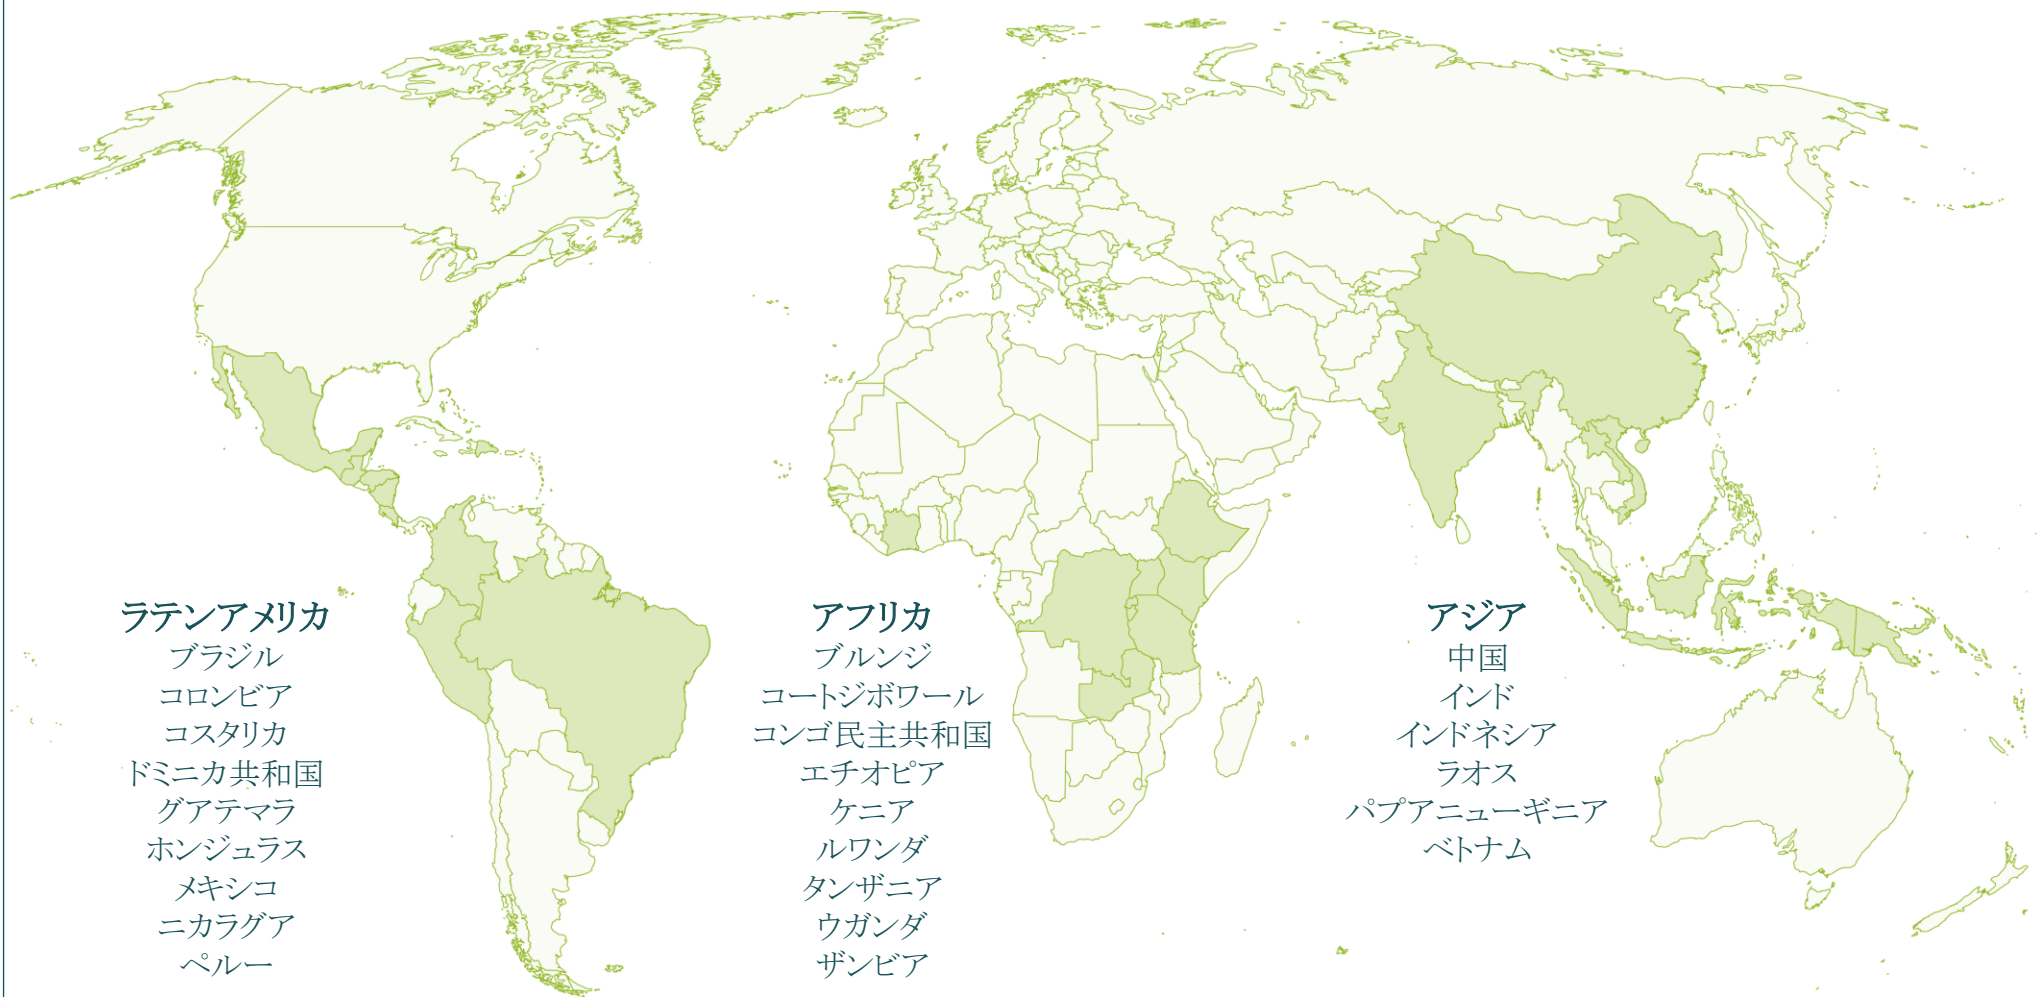 ラテンアメリカ
ブラジル
コロンビア
コスタリカ
ドミニカ共和国
グアテマラ
ホンジュラス
メキシコ
ニカラグア
ペルー
アフリカ
ブルンジ
コートジボワール
コンゴ民主共和国
エチオピア
ケニア
ルワンダ
タンザニア
ウガンダ
ザンビア
アジア
中国
インド
インドネシア
ラオス
パプアニューギニア
ベトナム